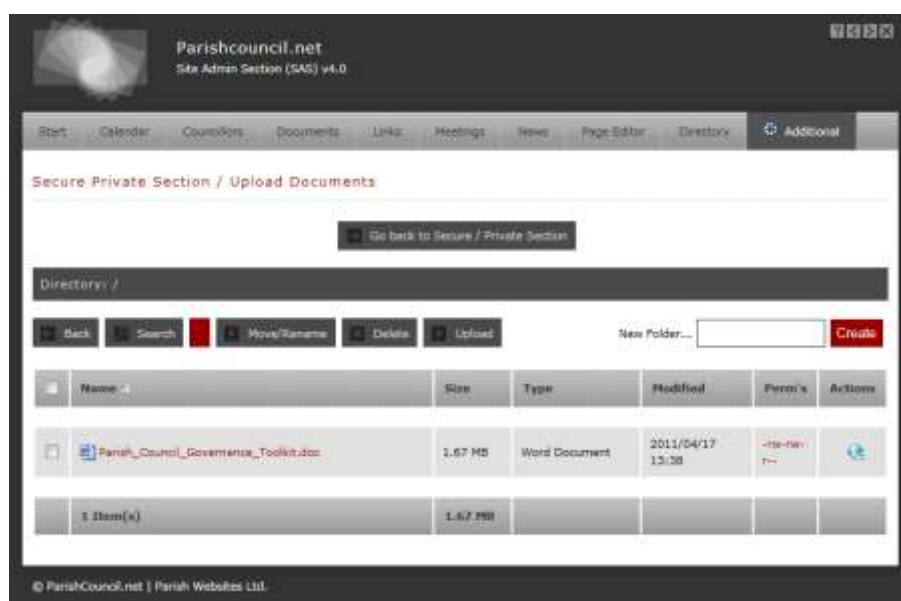 Parishcouncil.net
Site Admin Section (SAS) v4.0
Start Calendar Councillors Documents Links Meetings News Page Editor Directory Additional
Secure Private Section / Upload Documents
Go back to Secure / Private Section
Directory: /
Back Search Move/Rename Delete Upload New Folder... Create
Name Size Type Modified Perm's Actions
Parish_Council_Governance_Toolkit.doc 1.67 MB Word Document 2011/04/17 -rw-rw-
13:38 r--
1 Item(s) 1.67 MB
© ParishCouncil.net | Parish Websites Ltd.